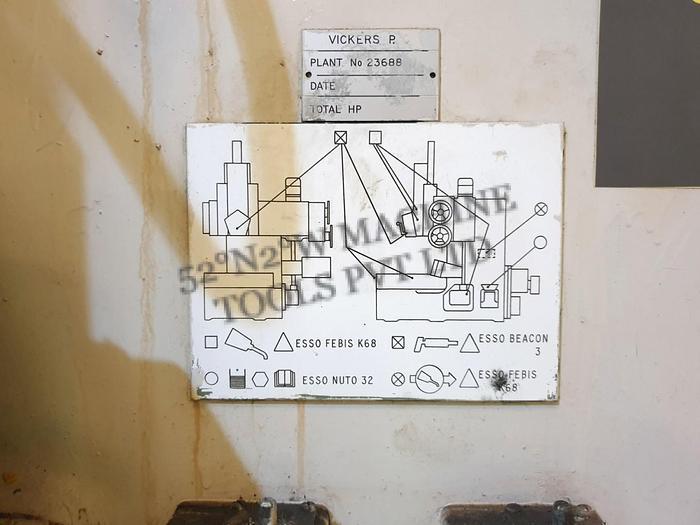 VICKERS P.
PLANT No 23688
DATE
TOTAL HP
52°N2°W MACHINE
TOOLS PVT LTD
ESSO FEBIS K68
ESSO BEACON
3
ESSO NUTO 32
ESSO FEBIS
K68